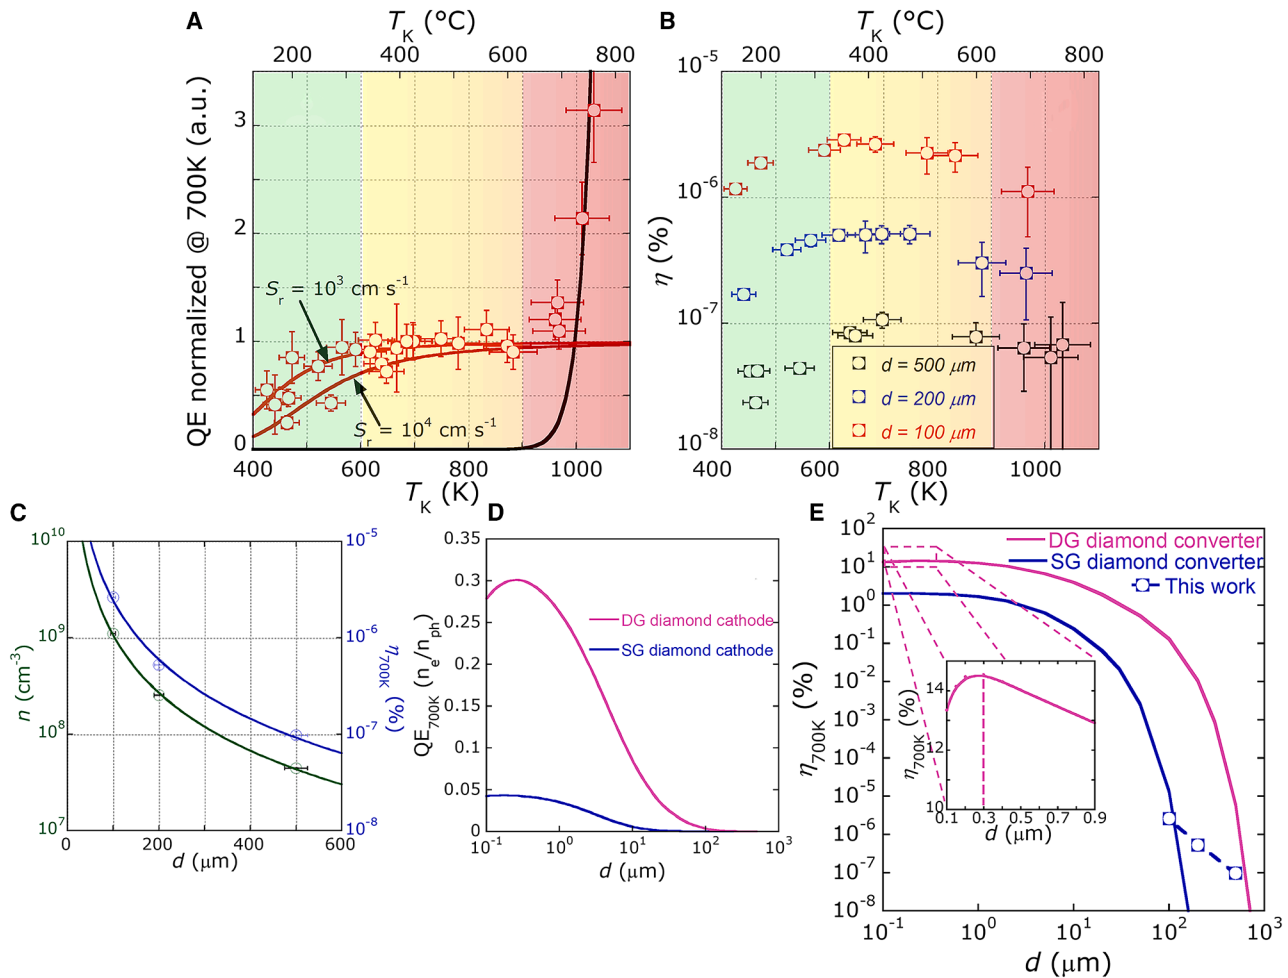 A
T_K (°C)
200 400 600 800
QE normalized @ 700K (a.u.)
3
2
1
0
S_r = 10^3 cm s^-1
S_r = 10^4 cm s^-1
400 600 800 1000
T_K (K)
B
T_K (°C)
200 400 600 800
η (%)
10^-5
10^-6
10^-7
10^-8
d = 500 μm
d = 200 μm
d = 100 μm
400 600 800 1000
T_K (K)
C
n (cm^-3)
10^10
10^9
10^8
10^7
10^-5
10^-6
10^-7
10^-8
η_700K (%)
0 200 400 600
d (μm)
D
QE_700K (n_e/n_ph)
0.35
0.3
0.25
0.2
0.15
0.1
0.05
0
DG diamond cathode
SG diamond cathode
10^-1 10^0 10^1 10^2 10^3
d (μm)
E
η_700K (%)
10^2
10^1
10^0
10^-1
10^-2
10^-3
10^-4
10^-5
10^-6
10^-7
10^-8
DG diamond converter
SG diamond converter
This work
η_700K (%)
14
12
10
0.1 0.3 0.5 0.7 0.9
d (μm)
10^-1 10^0 10^1 10^2 10^3
d (μm)